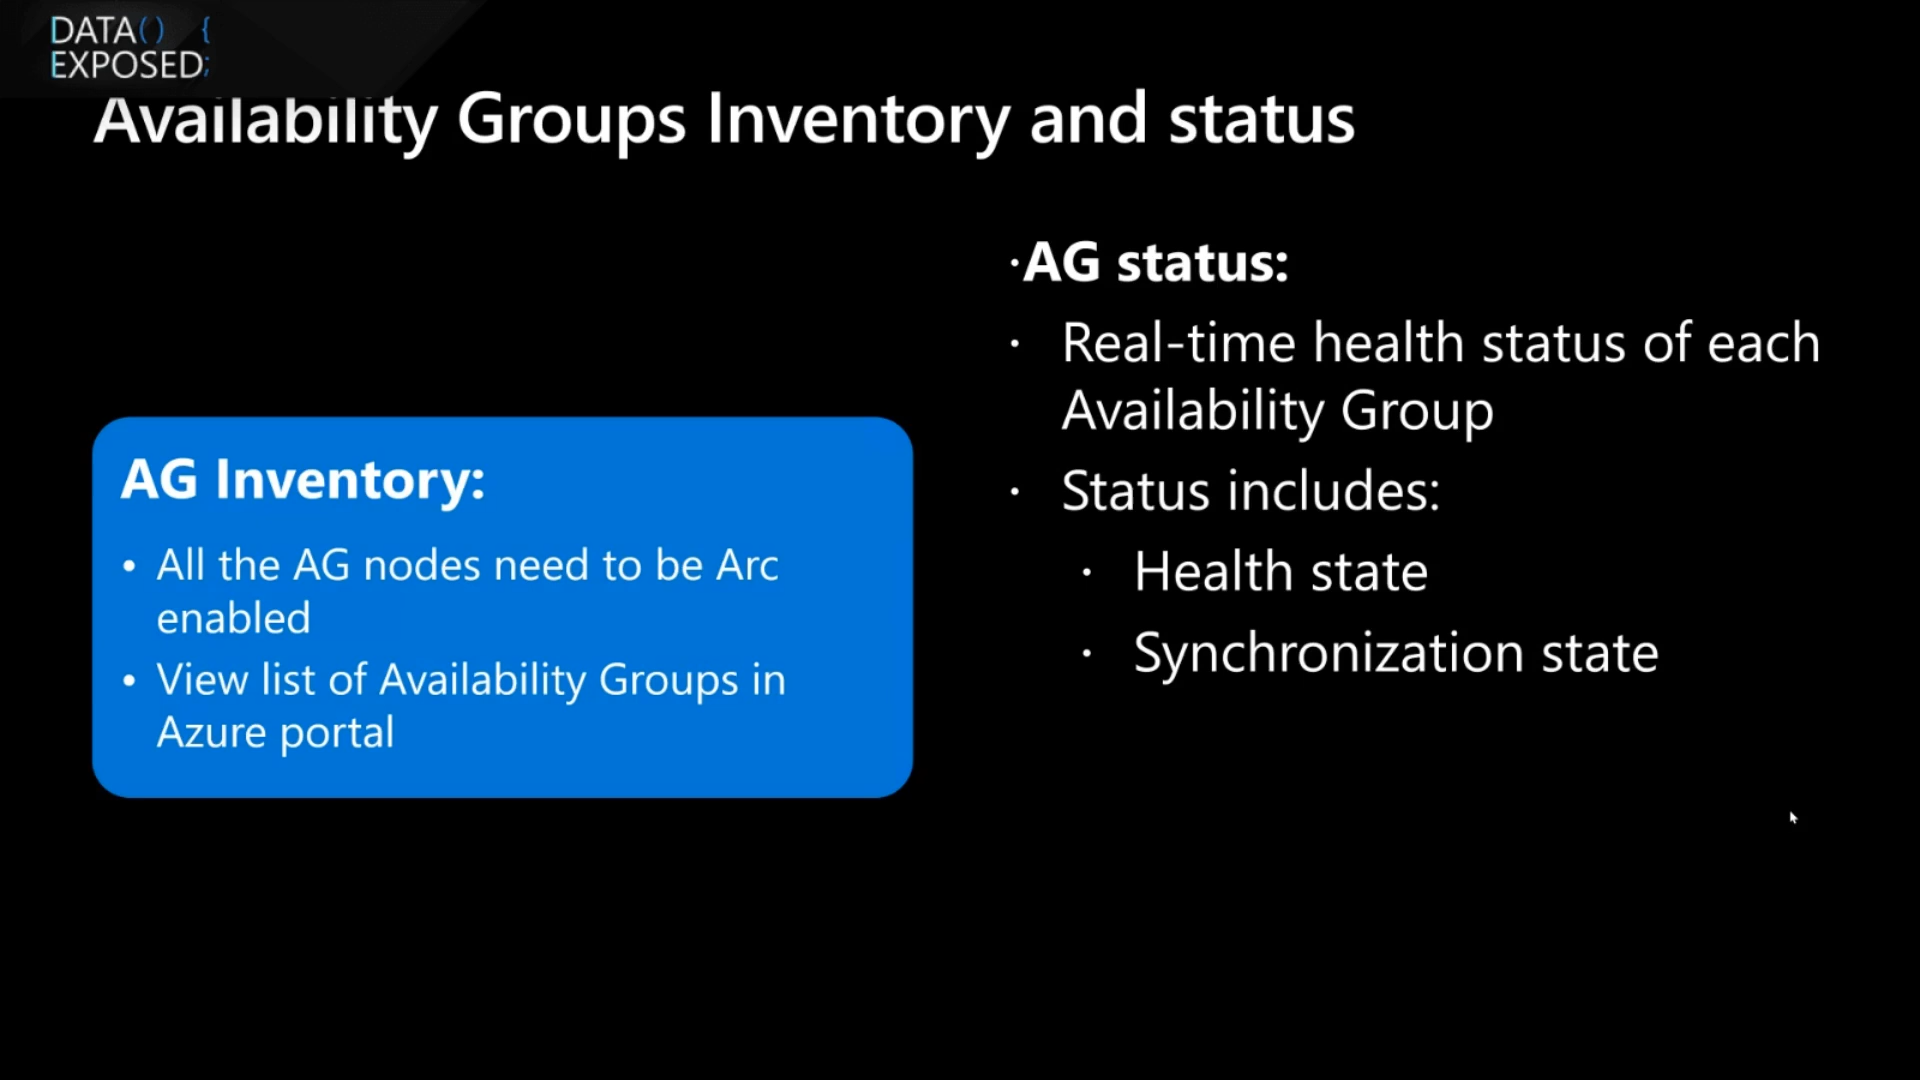 DATA() {
EXPOSED;
Availability Groups Inventory and status
AG Inventory:
• All the AG nodes need to be Arc
enabled
• View list of Availability Groups in
Azure portal
·AG status:
· Real-time health status of each
Availability Group
· Status includes:
· Health state
· Synchronization state